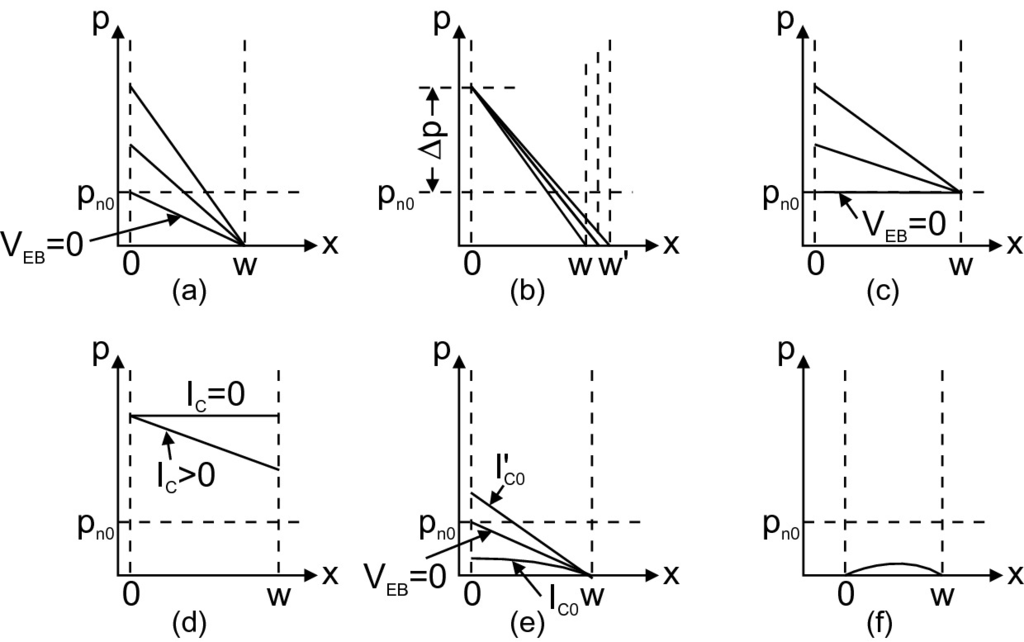 p
p_n0
V_EB=0
0
w
x
(a)
p
Δp
p_n0
0
w w'
x
(b)
p
p_n0
V_EB=0
0
w
x
(c)
p
I_C=0
I_C>0
p_n0
0
w
x
(d)
p
I'_C0
p_n0
V_EB=0
I_C0
0
w
x
(e)
p
p_n0
0
w
x
(f)